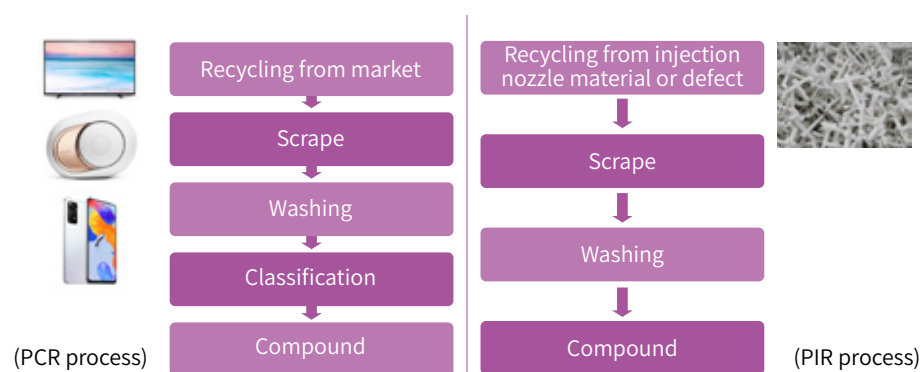 Recycling from market
Scrape
Washing
Classification
Compound
(PCR process)
Recycling from injection
nozzle material or defect
Scrape
Washing
Compound
(PIR process)